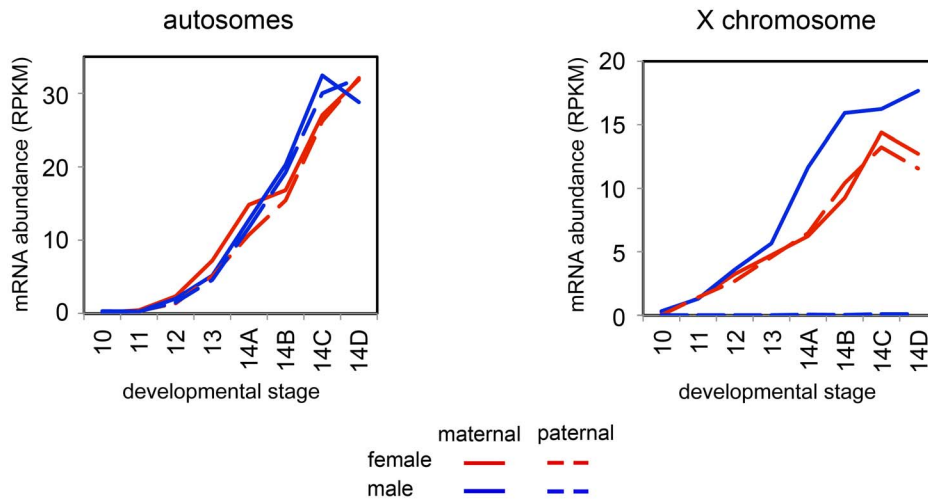 autosomes
mRNA abundance (RPKM)
30
20
10
0
10
11
12
13
14A
14B
14C
14D
developmental stage
X chromosome
mRNA abundance (RPKM)
20
15
10
5
0
10
11
12
13
14A
14B
14C
14D
developmental stage
maternal paternal
female
male